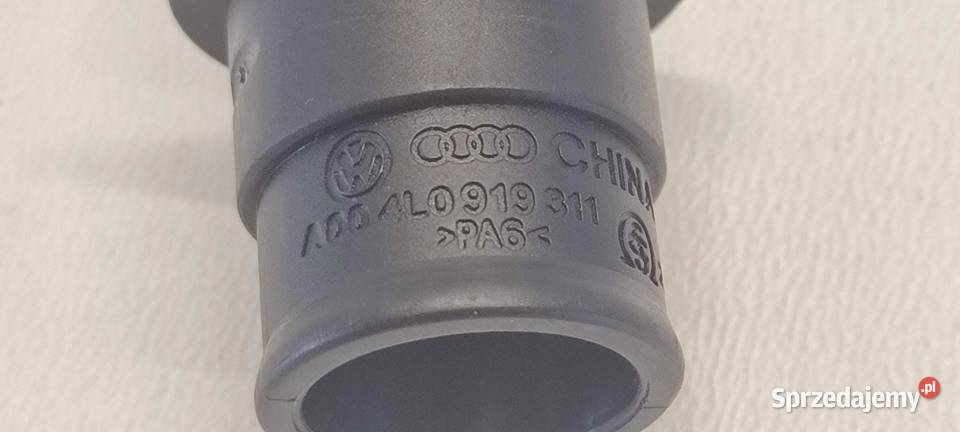 CHINA
A00 4L0 919 311
>PA6<
Sprzedajemy.pl